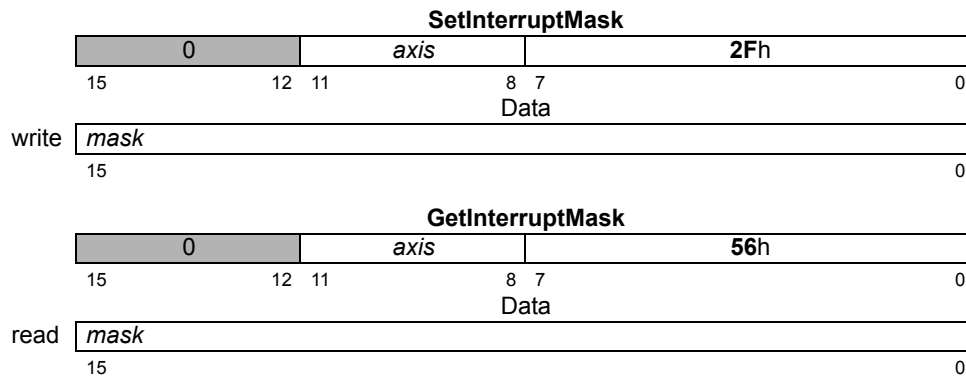 SetInterruptMask
0 axis 2Fh
15 12 11 8 7 0
Data
write mask
15 0
GetInterruptMask
0 axis 56h
15 12 11 8 7 0
Data
read mask
15 0